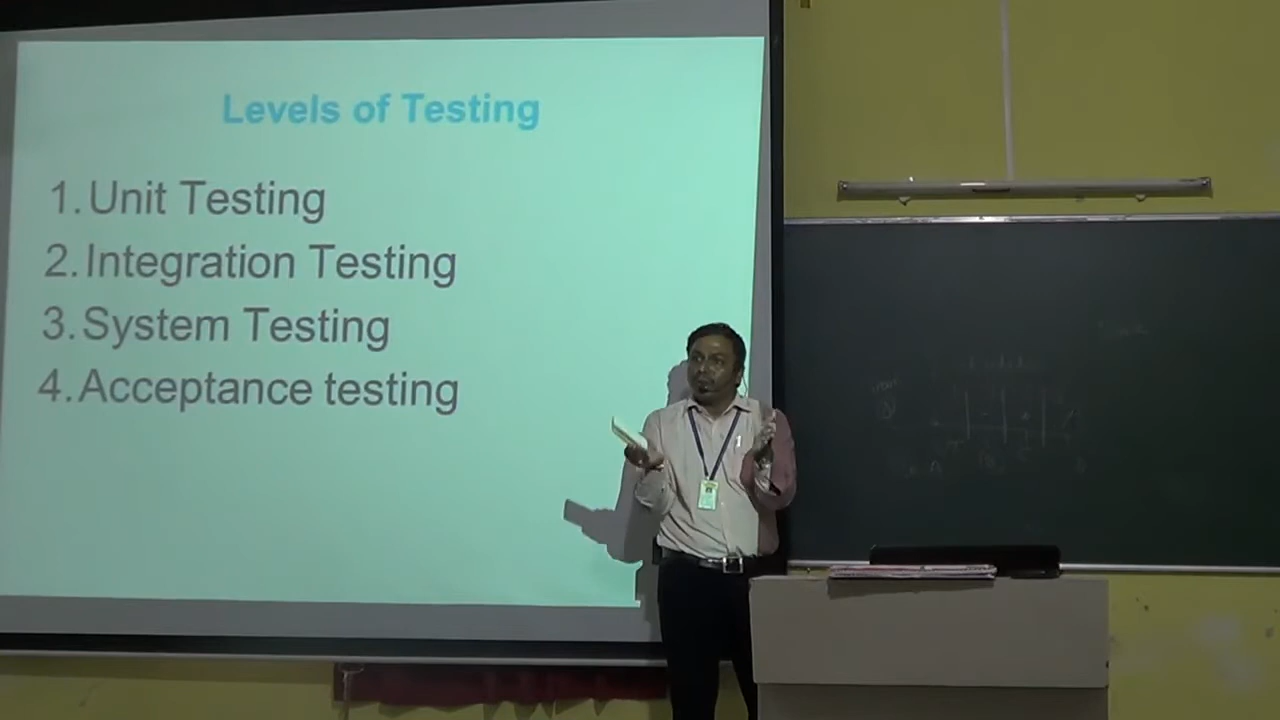 Levels of Testing
1. Unit Testing
2. Integration Testing
3. System Testing
4. Acceptance testing